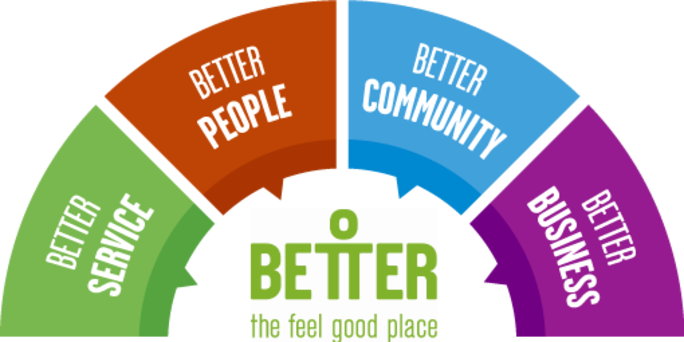 BETTER
SERVICE
BETTER
PEOPLE
BETTER
COMMUNITY
BETTER
BUSINESS
BETTER
the feel good place